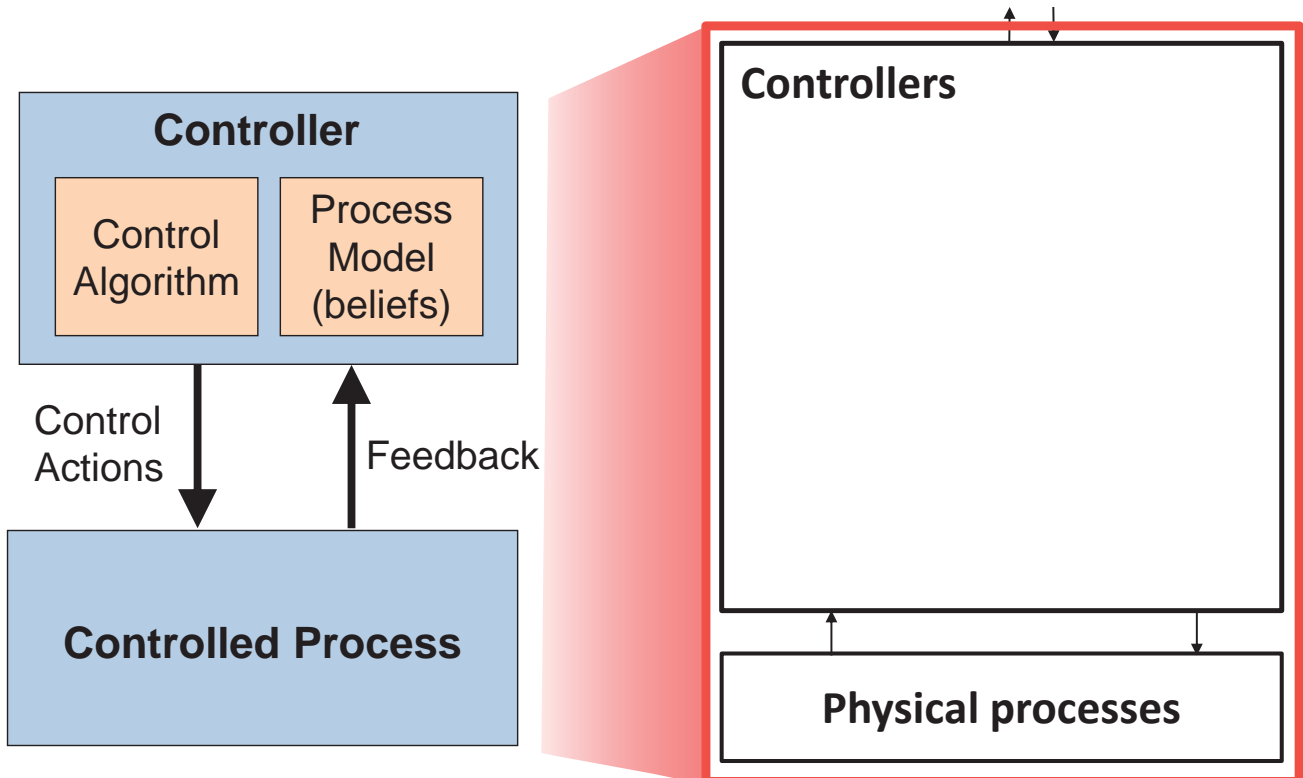 Controller
Control
Algorithm
Process
Model
(beliefs)
Control
Actions
Feedback
Controlled Process
Controllers
Physical processes